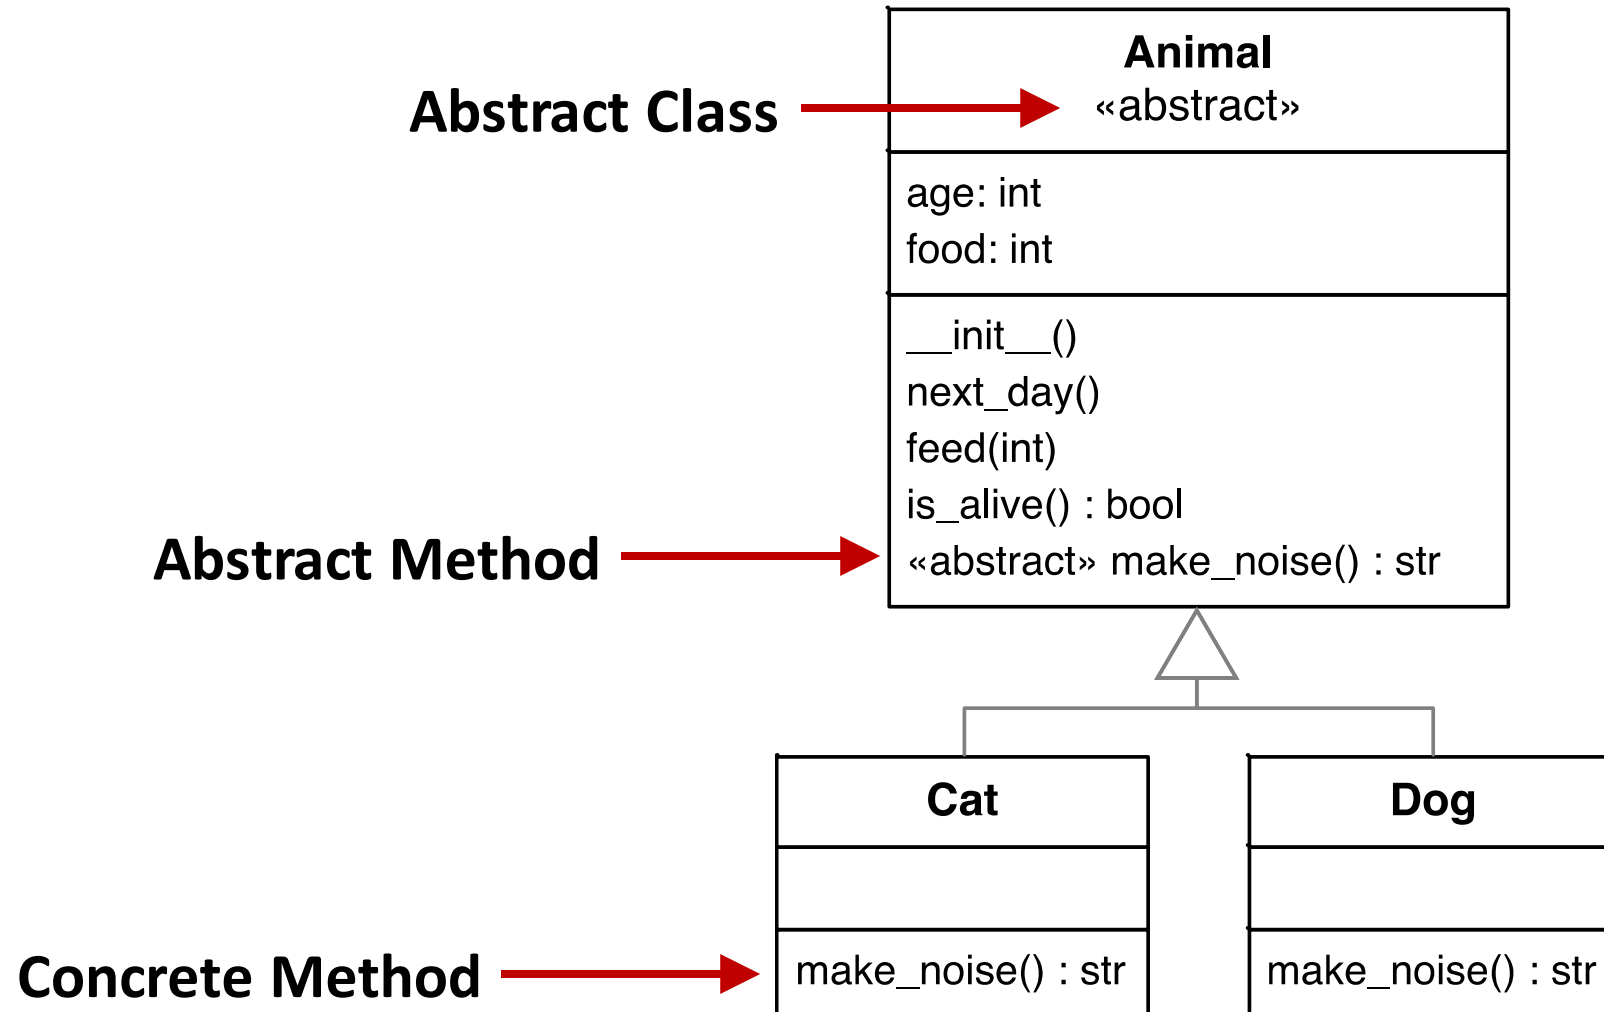 Animal
Abstract Class
«abstract»
age: int
food: int
__init__()
next_day()
feed(int)
is_alive() : bool
Abstract Method
«abstract» make_noise() : str
Cat
Dog
Concrete Method
make_noise() : str
make_noise() : str